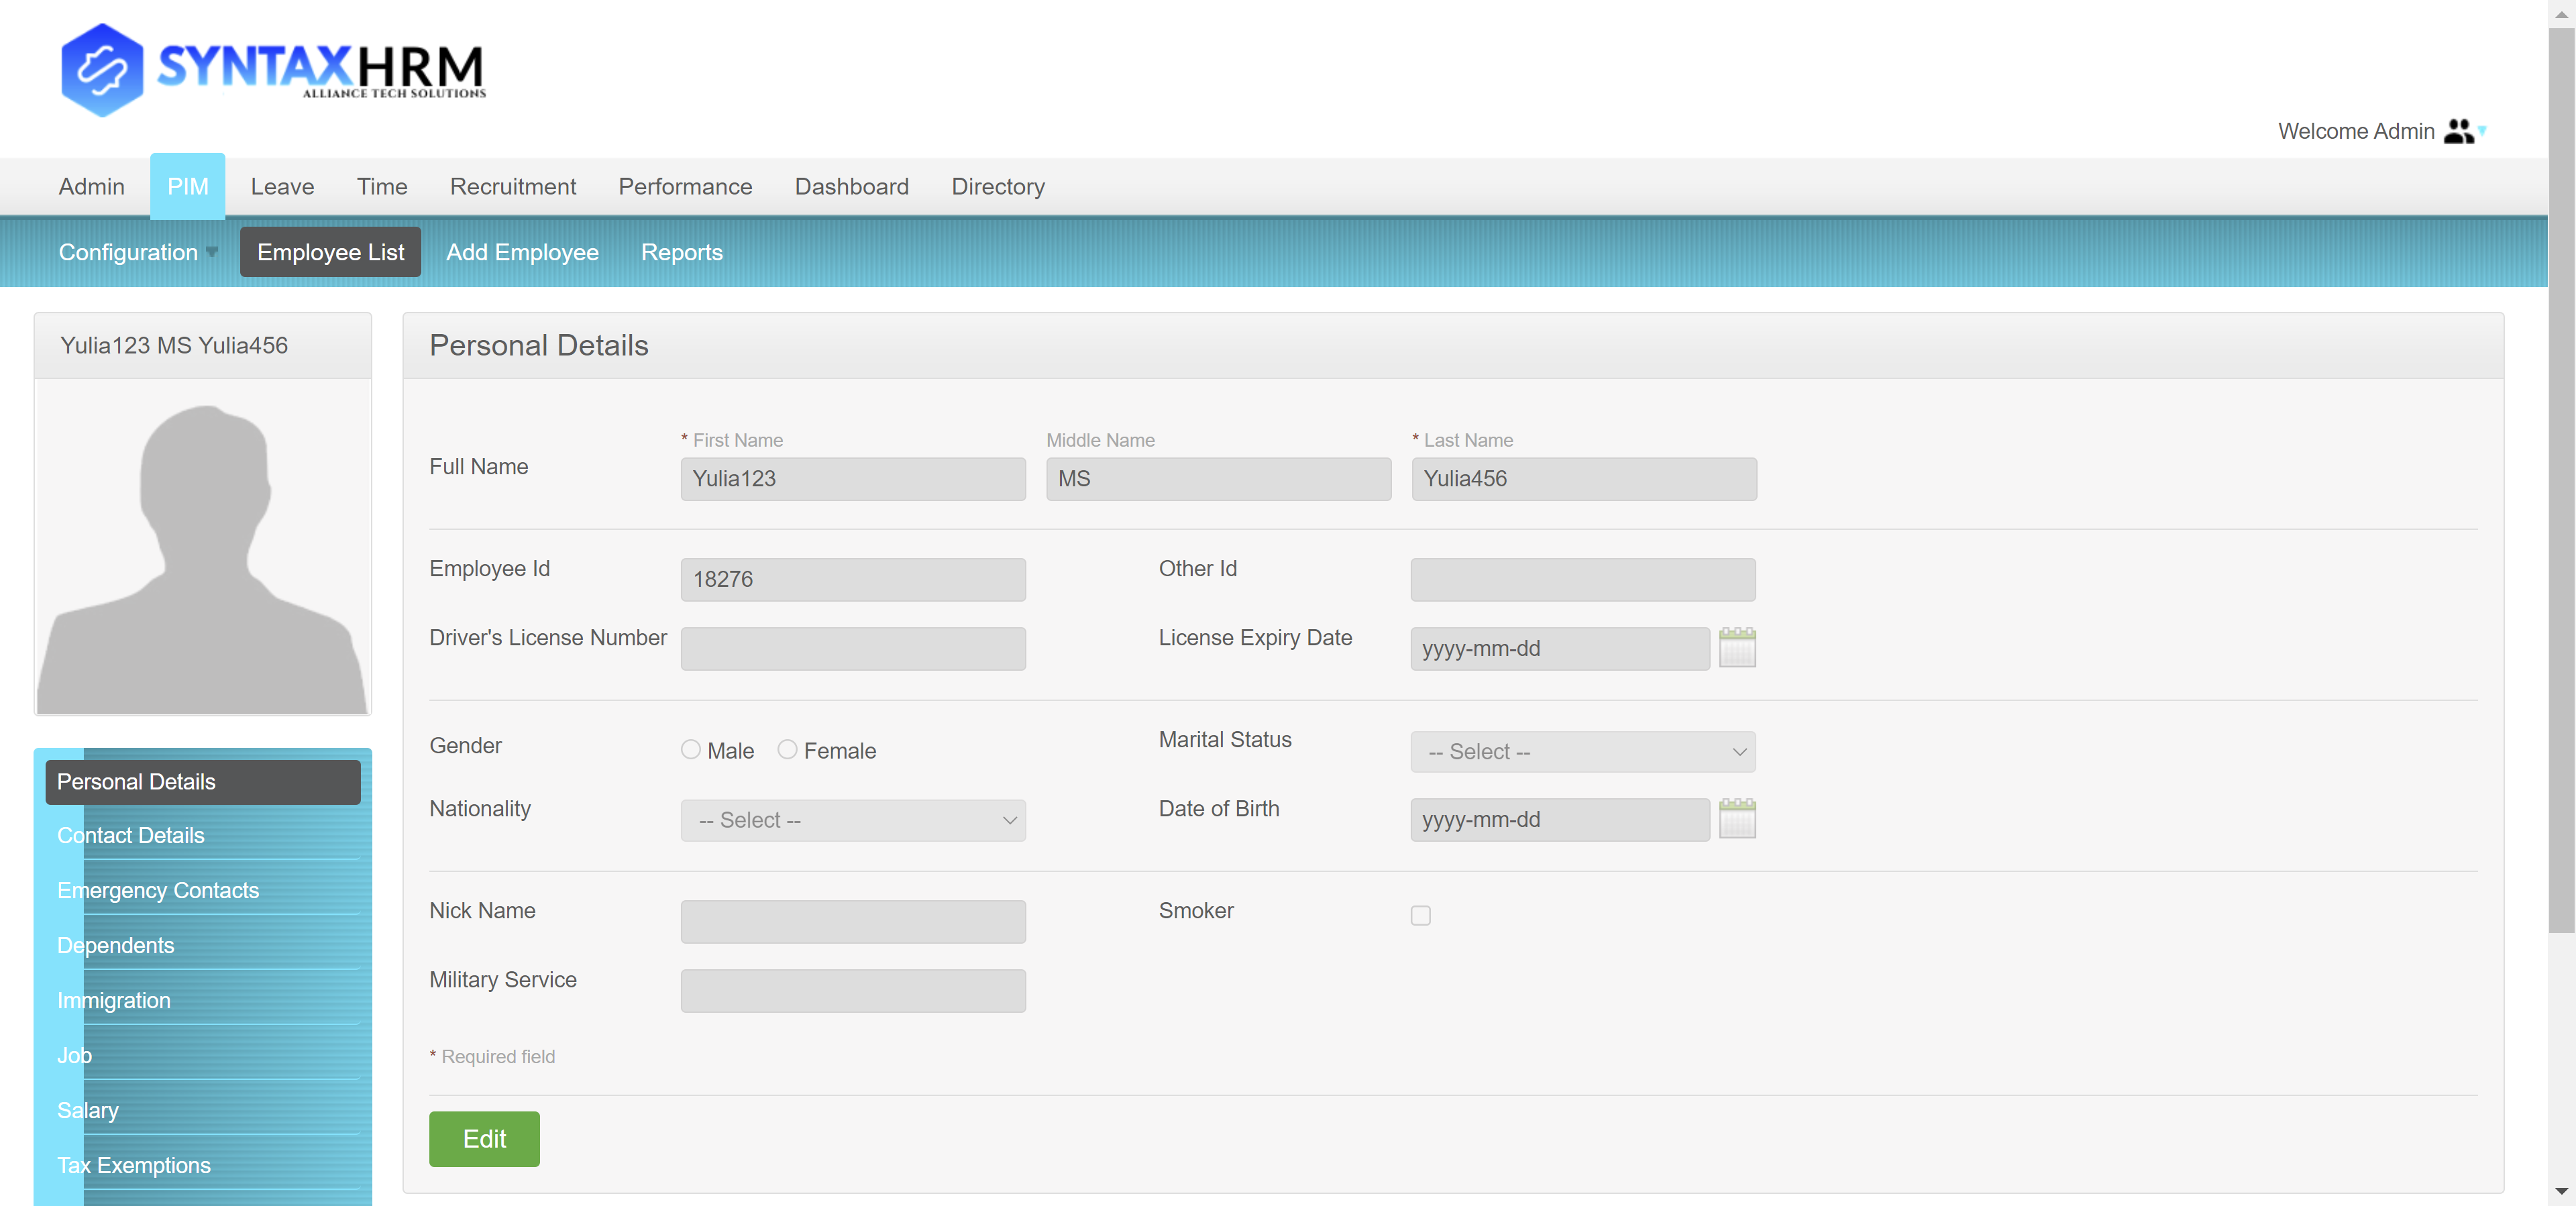 SYNTAXHRM
ALLIANCE TECH SOLUTIONS
Welcome Admin
Admin PIM Leave Time Recruitment Performance Dashboard Directory
Configuration Employee List Add Employee Reports
Yulia123 MS Yulia456
Personal Details
Contact Details
Emergency Contacts
Dependents
Immigration
Job
Salary
Tax Exemptions
Personal Details
* First Name Middle Name * Last Name
Full Name Yulia123 MS Yulia456
Employee Id 18276 Other Id
Driver's License Number License Expiry Date yyyy-mm-dd
Gender Male Female Marital Status -- Select --
Nationality -- Select -- Date of Birth yyyy-mm-dd
Nick Name Smoker
Military Service
* Required field
Edit